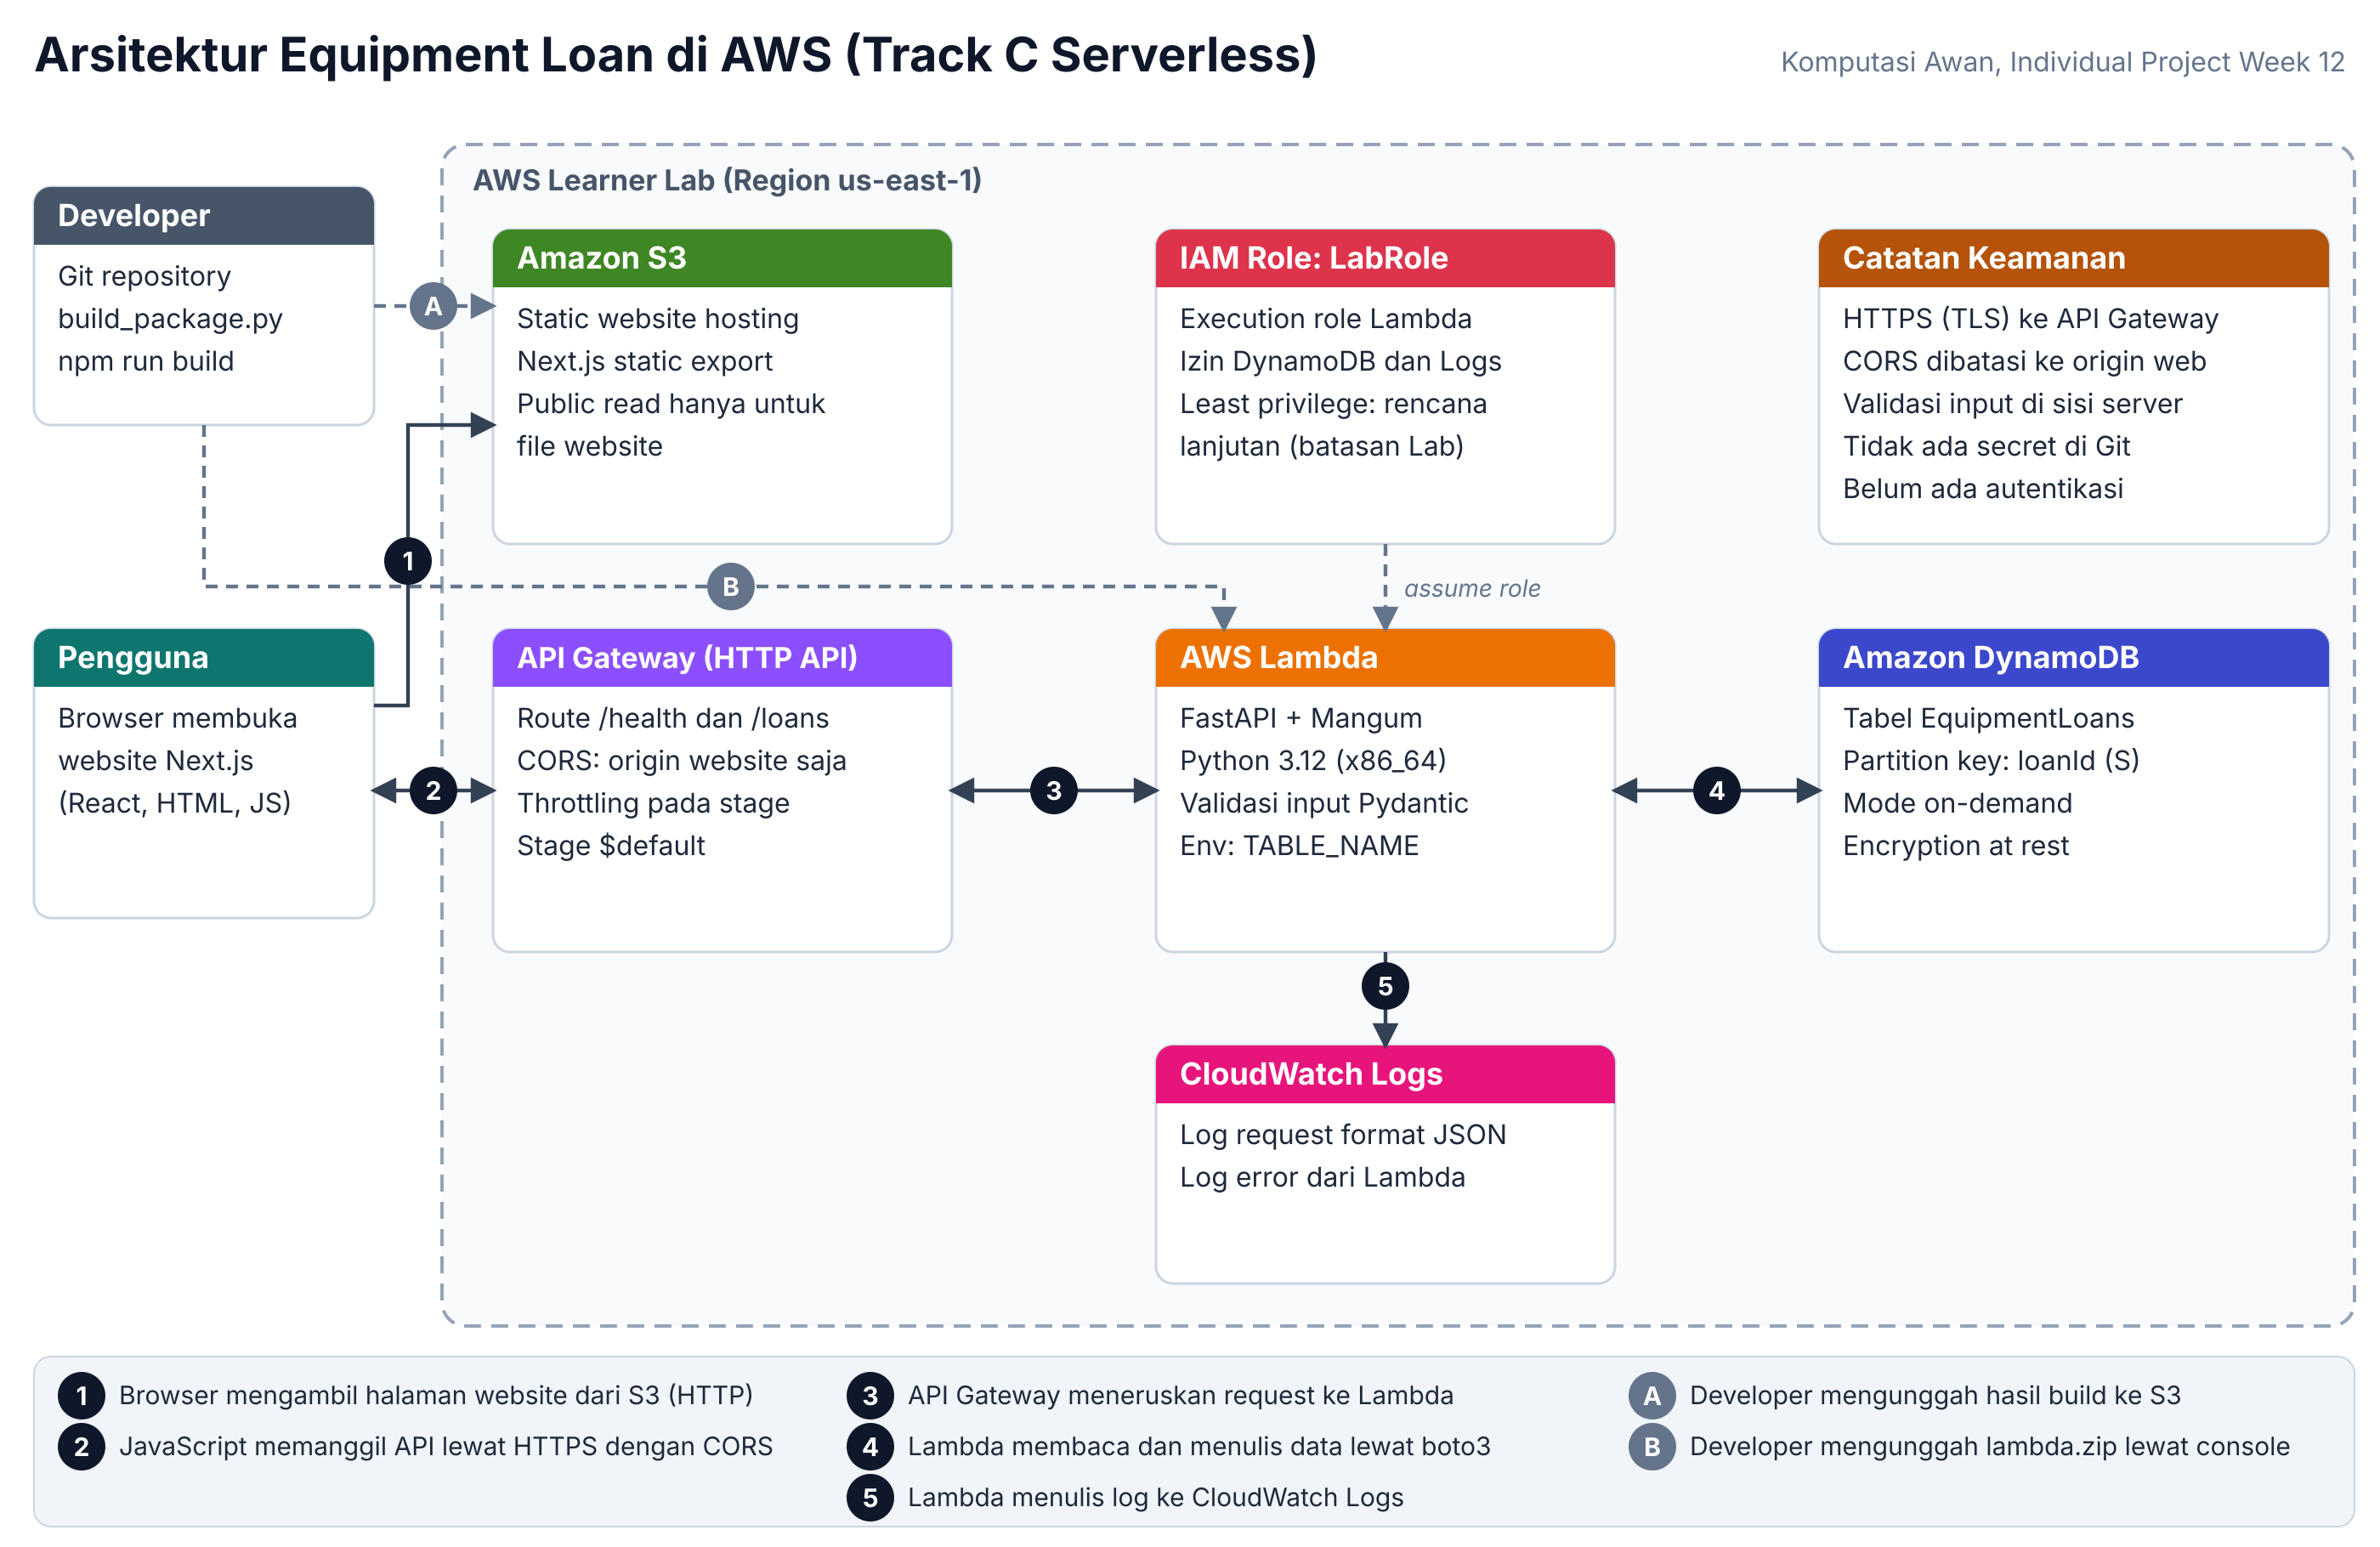 Arsitektur Equipment Loan di AWS (Track C Serverless)
Komputasi Awan, Individual Project Week 12
AWS Learner Lab (Region us-east-1)
Developer
Git repository
build_package.py
npm run build
A
Amazon S3
Static website hosting
Next.js static export
Public read hanya untuk
file website
IAM Role: LabRole
Execution role Lambda
Izin DynamoDB dan Logs
Least privilege: rencana
lanjutan (batasan Lab)
Catatan Keamanan
HTTPS (TLS) ke API Gateway
CORS dibatasi ke origin web
Validasi input di sisi server
Tidak ada secret di Git
Belum ada autentikasi
1
B
assume role
Pengguna
Browser membuka
website Next.js
(React, HTML, JS)
2
API Gateway (HTTP API)
Route /health dan /loans
CORS: origin website saja
Throttling pada stage
Stage $default
3
AWS Lambda
FastAPI + Mangum
Python 3.12 (x86_64)
Validasi input Pydantic
Env: TABLE_NAME
4
Amazon DynamoDB
Tabel EquipmentLoans
Partition key: loanId (S)
Mode on-demand
Encryption at rest
5
CloudWatch Logs
Log request format JSON
Log error dari Lambda
1 Browser mengambil halaman website dari S3 (HTTP)
2 JavaScript memanggil API lewat HTTPS dengan CORS
3 API Gateway meneruskan request ke Lambda
4 Lambda membaca dan menulis data lewat boto3
5 Lambda menulis log ke CloudWatch Logs
A Developer mengunggah hasil build ke S3
B Developer mengunggah lambda.zip lewat console